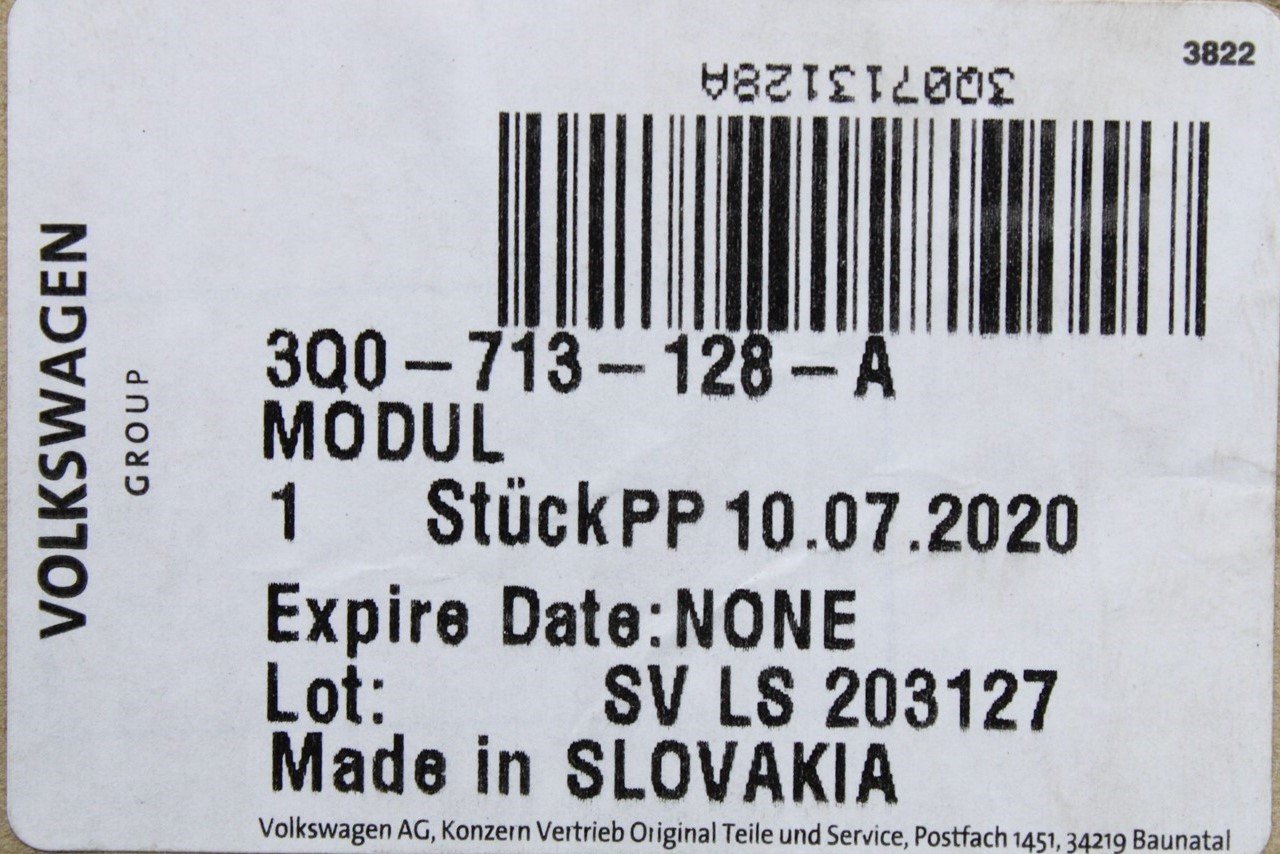 3822
3Q0713128A
VOLKSWAGEN
GROUP
3Q0-713-128-A
MODUL
1 Stück PP 10.07.2020
Expire Date: NONE
Lot: SV LS 203127
Made in SLOVAKIA
Volkswagen AG, Konzern Vertrieb Original Teile und Service, Postfach 1451, 34219 Baunatal